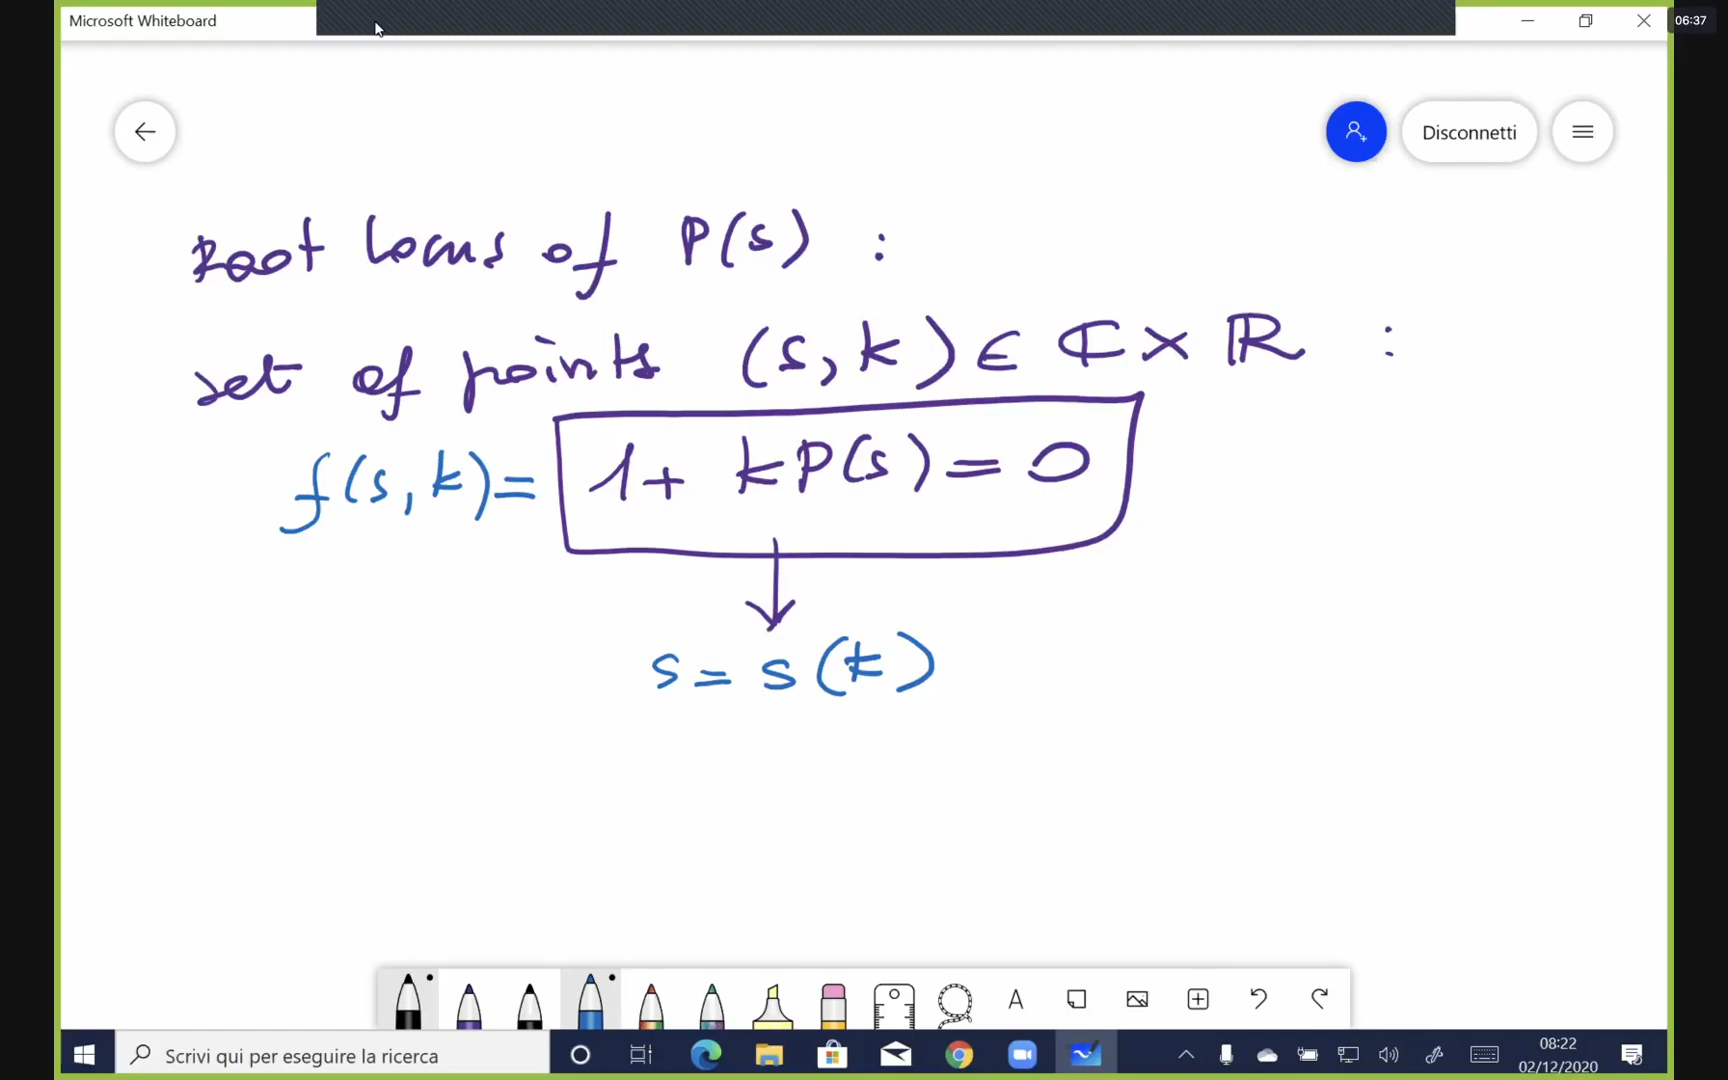 Microsoft Whiteboard
06:37
Disconnetti
Root locus of P(s) :
set of points (s, k) ∈ ℂ × ℝ :
f(s, k) = 1 + k P(s) = 0
s = s(k)
A
Scrivi qui per eseguire la ricerca
08:22
02/12/2020